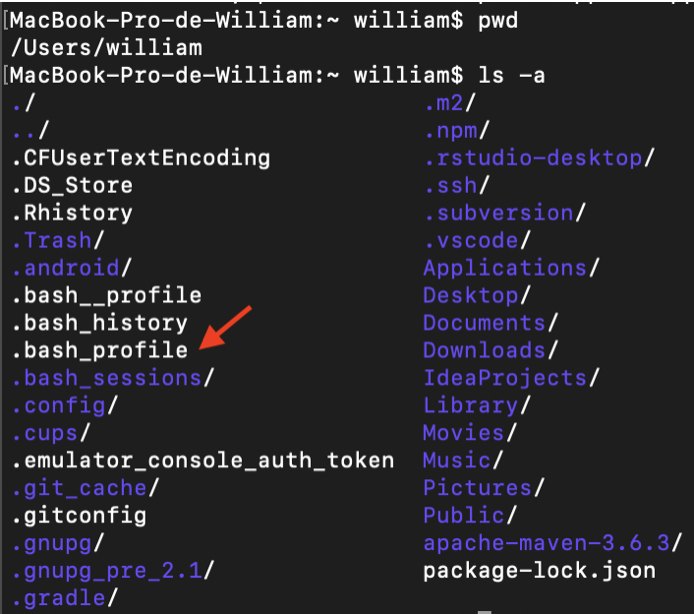 [MacBook-Pro-de-William:~ william$ pwd
/Users/william
[MacBook-Pro-de-William:~ william$ ls -a
./ .m2/
../ .npm/
.CFUserTextEncoding .rstudio-desktop/
.DS_Store .ssh/
.Rhistory .subversion/
.Trash/ .vscode/
.android/ Applications/
.bash__profile Desktop/
.bash_history Documents/
.bash_profile Downloads/
.bash_sessions/ IdeaProjects/
.config/ Library/
.cups/ Movies/
.emulator_console_auth_token Music/
.git_cache/ Pictures/
.gitconfig Public/
.gnupg/ apache-maven-3.6.3/
.gnupg_pre_2.1/ package-lock.json
.gradle/